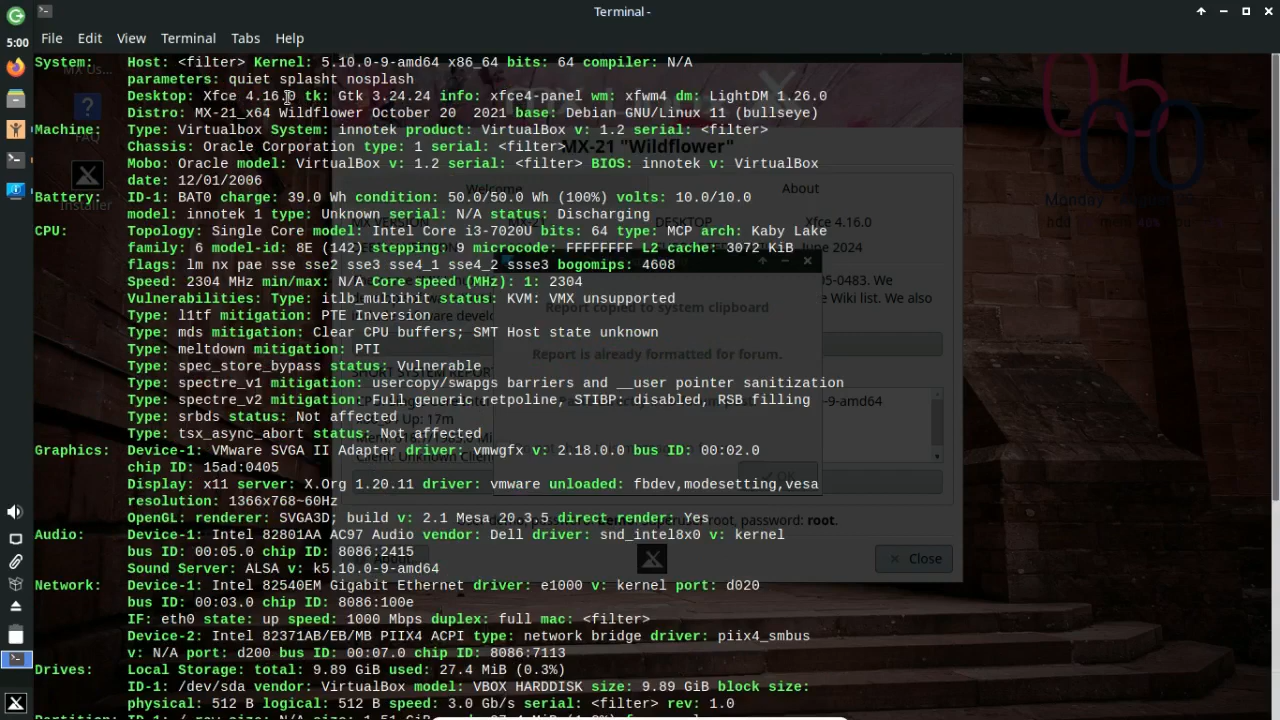 Terminal -
5:00
File Edit View Terminal Tabs Help
System: Host: <filter> Kernel: 5.10.0-9-amd64 x86_64 bits: 64 compiler: N/A
parameters: quiet splasht nosplash
Desktop: Xfce 4.16.0 tk: Gtk 3.24.24 info: xfce4-panel wm: xfwm4 dm: LightDM 1.26.0
Distro: MX-21_x64 Wildflower October 20 2021 base: Debian GNU/Linux 11 (bullseye)
Machine: Type: Virtualbox System: innotek product: VirtualBox v: 1.2 serial: <filter>
Chassis: Oracle Corporation type: 1 serial: <filter>
Mobo: Oracle model: VirtualBox v: 1.2 serial: <filter> BIOS: innotek v: VirtualBox
date: 12/01/2006
Battery: ID-1: BAT0 charge: 39.0 Wh condition: 50.0/50.0 Wh (100%) volts: 10.0/10.0
model: innotek 1 type: Unknown serial: N/A status: Discharging
CPU: Topology: Single Core model: Intel Core i3-7020U bits: 64 type: MCP arch: Kaby Lake
family: 6 model-id: 8E (142) stepping: 9 microcode: FFFFFFFF L2 cache: 3072 KiB
flags: lm nx pae sse sse2 sse3 sse4_1 sse4_2 ssse3 bogomips: 4608
Speed: 2304 MHz min/max: N/A Core speed (MHz): 1: 2304
Vulnerabilities: Type: itlb_multihit status: KVM: VMX unsupported
Type: l1tf mitigation: PTE Inversion
Type: mds mitigation: Clear CPU buffers; SMT Host state unknown
Type: meltdown mitigation: PTI
Type: spec_store_bypass status: Vulnerable
Type: spectre_v1 mitigation: usercopy/swapgs barriers and __user pointer sanitization
Type: spectre_v2 mitigation: Full generic retpoline, STIBP: disabled, RSB filling
Type: srbds status: Not affected
Type: tsx_async_abort status: Not affected
Graphics: Device-1: VMware SVGA II Adapter driver: vmwgfx v: 2.18.0.0 bus ID: 00:02.0
chip ID: 15ad:0405
Display: x11 server: X.Org 1.20.11 driver: vmware unloaded: fbdev,modesetting,vesa
resolution: 1366x768~60Hz
OpenGL: renderer: SVGA3D; build v: 2.1 Mesa 20.3.5 direct render: Yes
Audio: Device-1: Intel 82801AA AC97 Audio vendor: Dell driver: snd_intel8x0 v: kernel
bus ID: 00:05.0 chip ID: 8086:2415
Sound Server: ALSA v: k5.10.0-9-amd64
Network: Device-1: Intel 82540EM Gigabit Ethernet driver: e1000 v: kernel port: d020
bus ID: 00:03.0 chip ID: 8086:100e
IF: eth0 state: up speed: 1000 Mbps duplex: full mac: <filter>
Device-2: Intel 82371AB/EB/MB PIIX4 ACPI type: network bridge driver: piix4_smbus
v: N/A port: d200 bus ID: 00:07.0 chip ID: 8086:7113
Drives: Local Storage: total: 9.89 GiB used: 27.4 MiB (0.3%)
ID-1: /dev/sda vendor: VirtualBox model: VBOX HARDDISK size: 9.89 GiB block size:
physical: 512 B logical: 512 B speed: 3.0 Gb/s serial: <filter> rev: 1.0
FAQ
Installer
MX-21 "Wildflower"
Welcome
About
DESKTOP
Xfce 4.16.0
June 2024
Report copied to system clipboard
Report is already formatted for forum.
OK
password: root.
Close
Monday